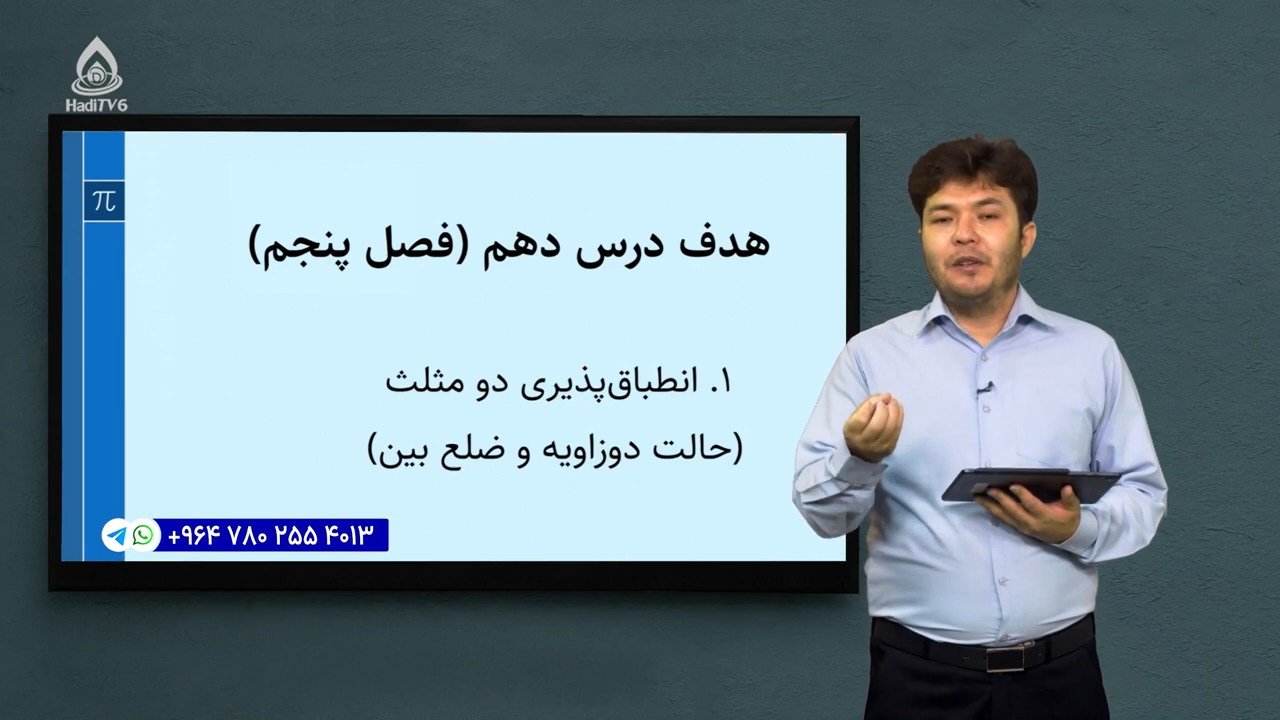 HadiTV6
π
هدف درس دهم (فصل پنجم)
۱. انطباق‌پذیری دو مثلث
(حالت دوزاویه و ضلع بین)
+۹۶۴ ۷۸۰ ۲۵۵ ۴۰۱۳